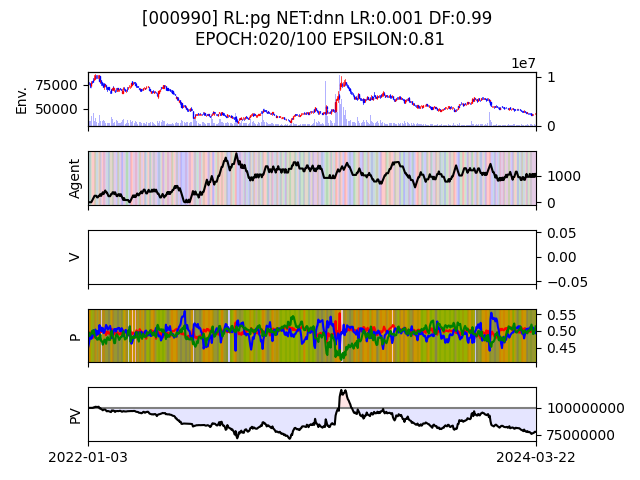 [000990] RL:pg NET:dnn LR:0.001 DF:0.99
EPOCH:020/100 EPSILON:0.81
1e7
Env.
75000
50000
1
0
Agent
1000
0
V
0.05
0.00
−0.05
P
0.55
0.50
0.45
PV
100000000
75000000
2022-01-03
2024-03-22